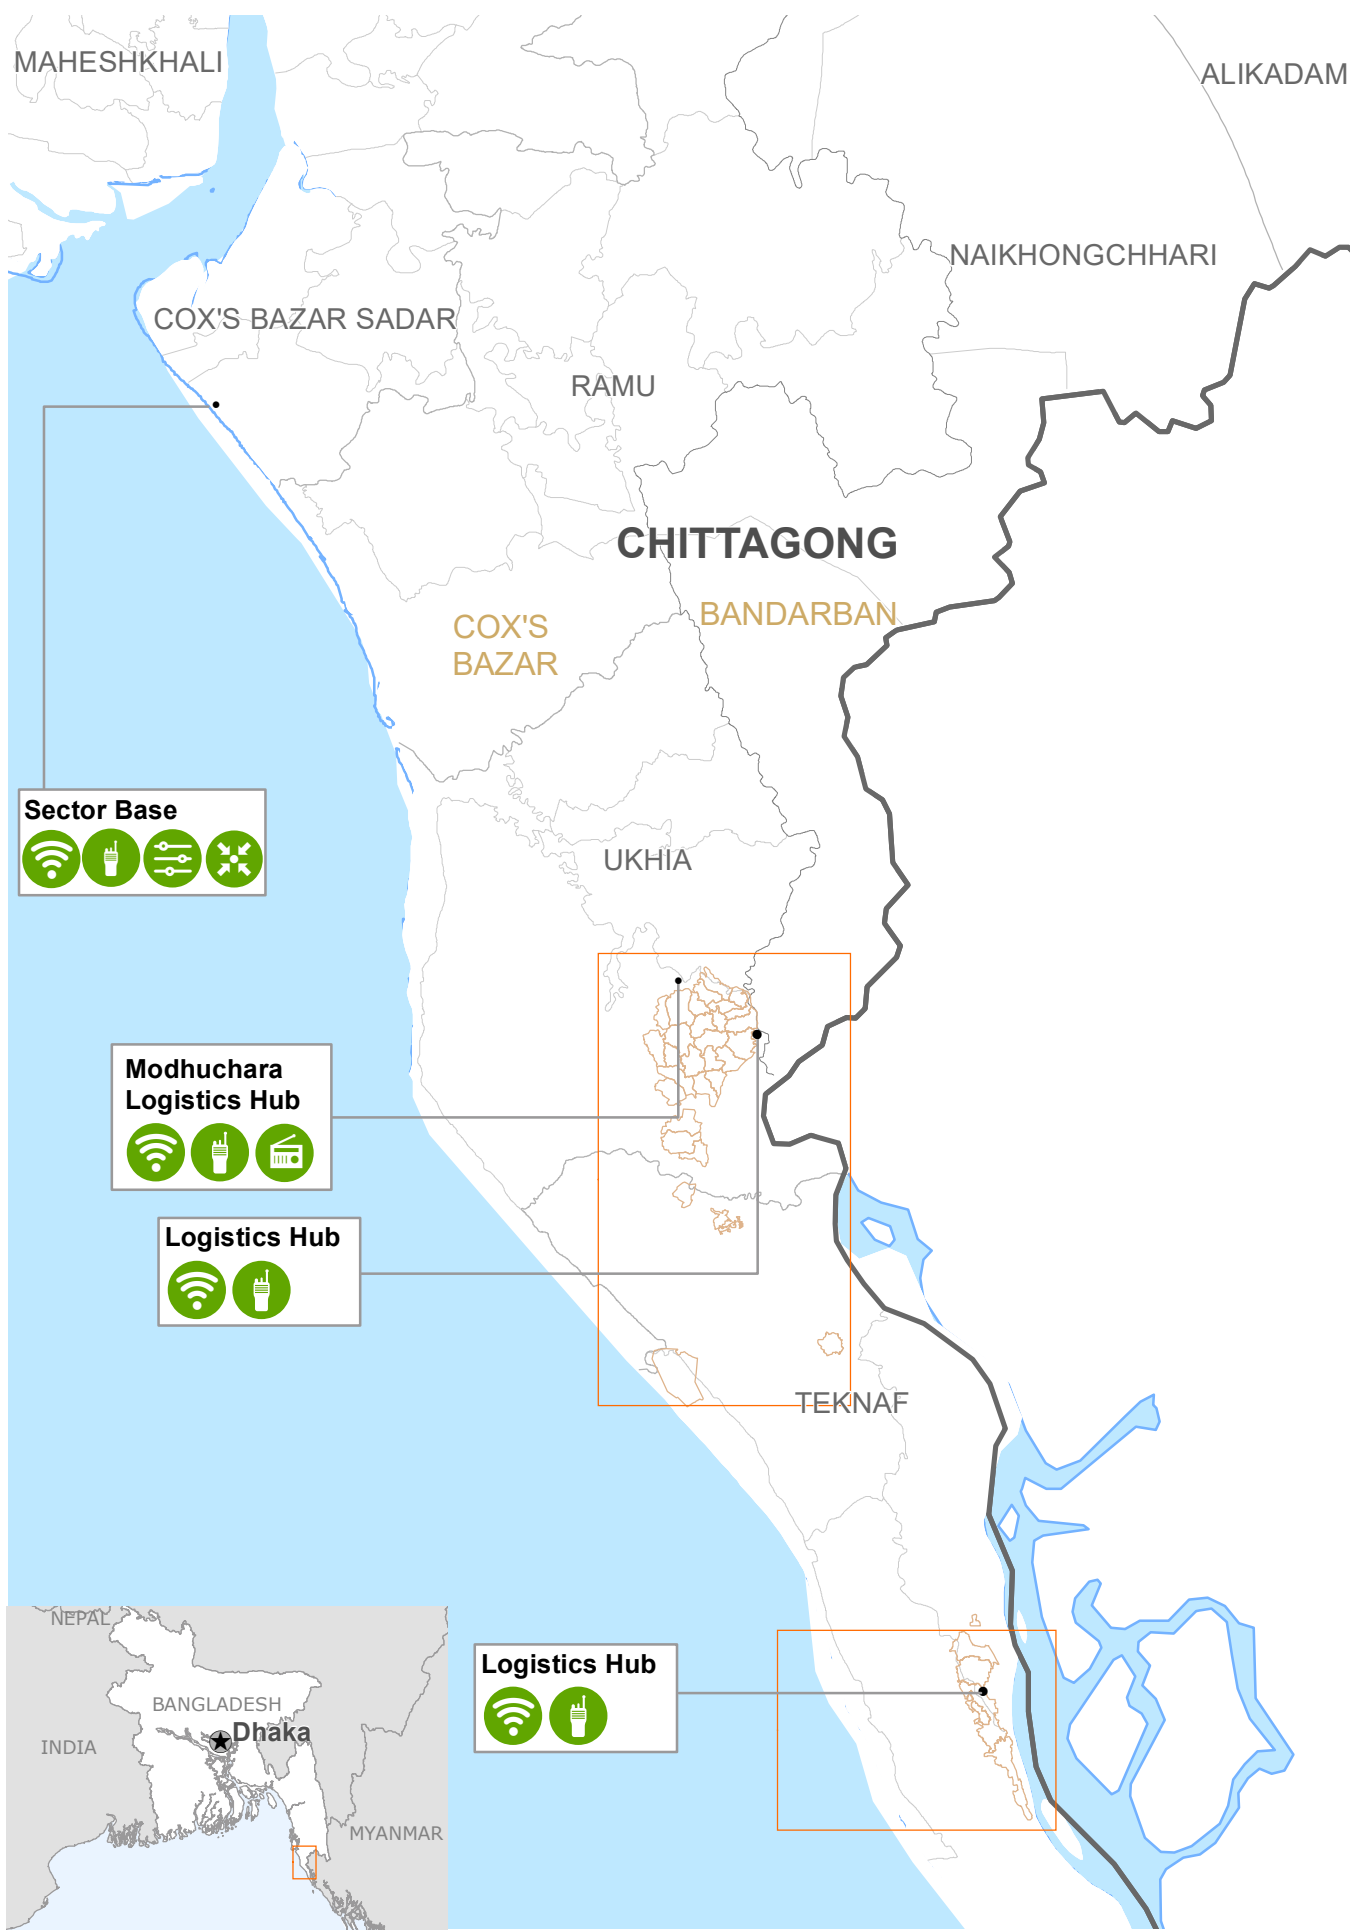 MAHESHKHALI
ALIKADAM
NAIKHONGCHHARI
COX'S BAZAR SADAR
RAMU
CHITTAGONG
BANDARBAN
COX'S
BAZAR
Sector Base
UKHIA
Modhuchara
Logistics Hub
Logistics Hub
TEKNAF
Logistics Hub
NEPAL
BANGLADESH
Dhaka
INDIA
MYANMAR